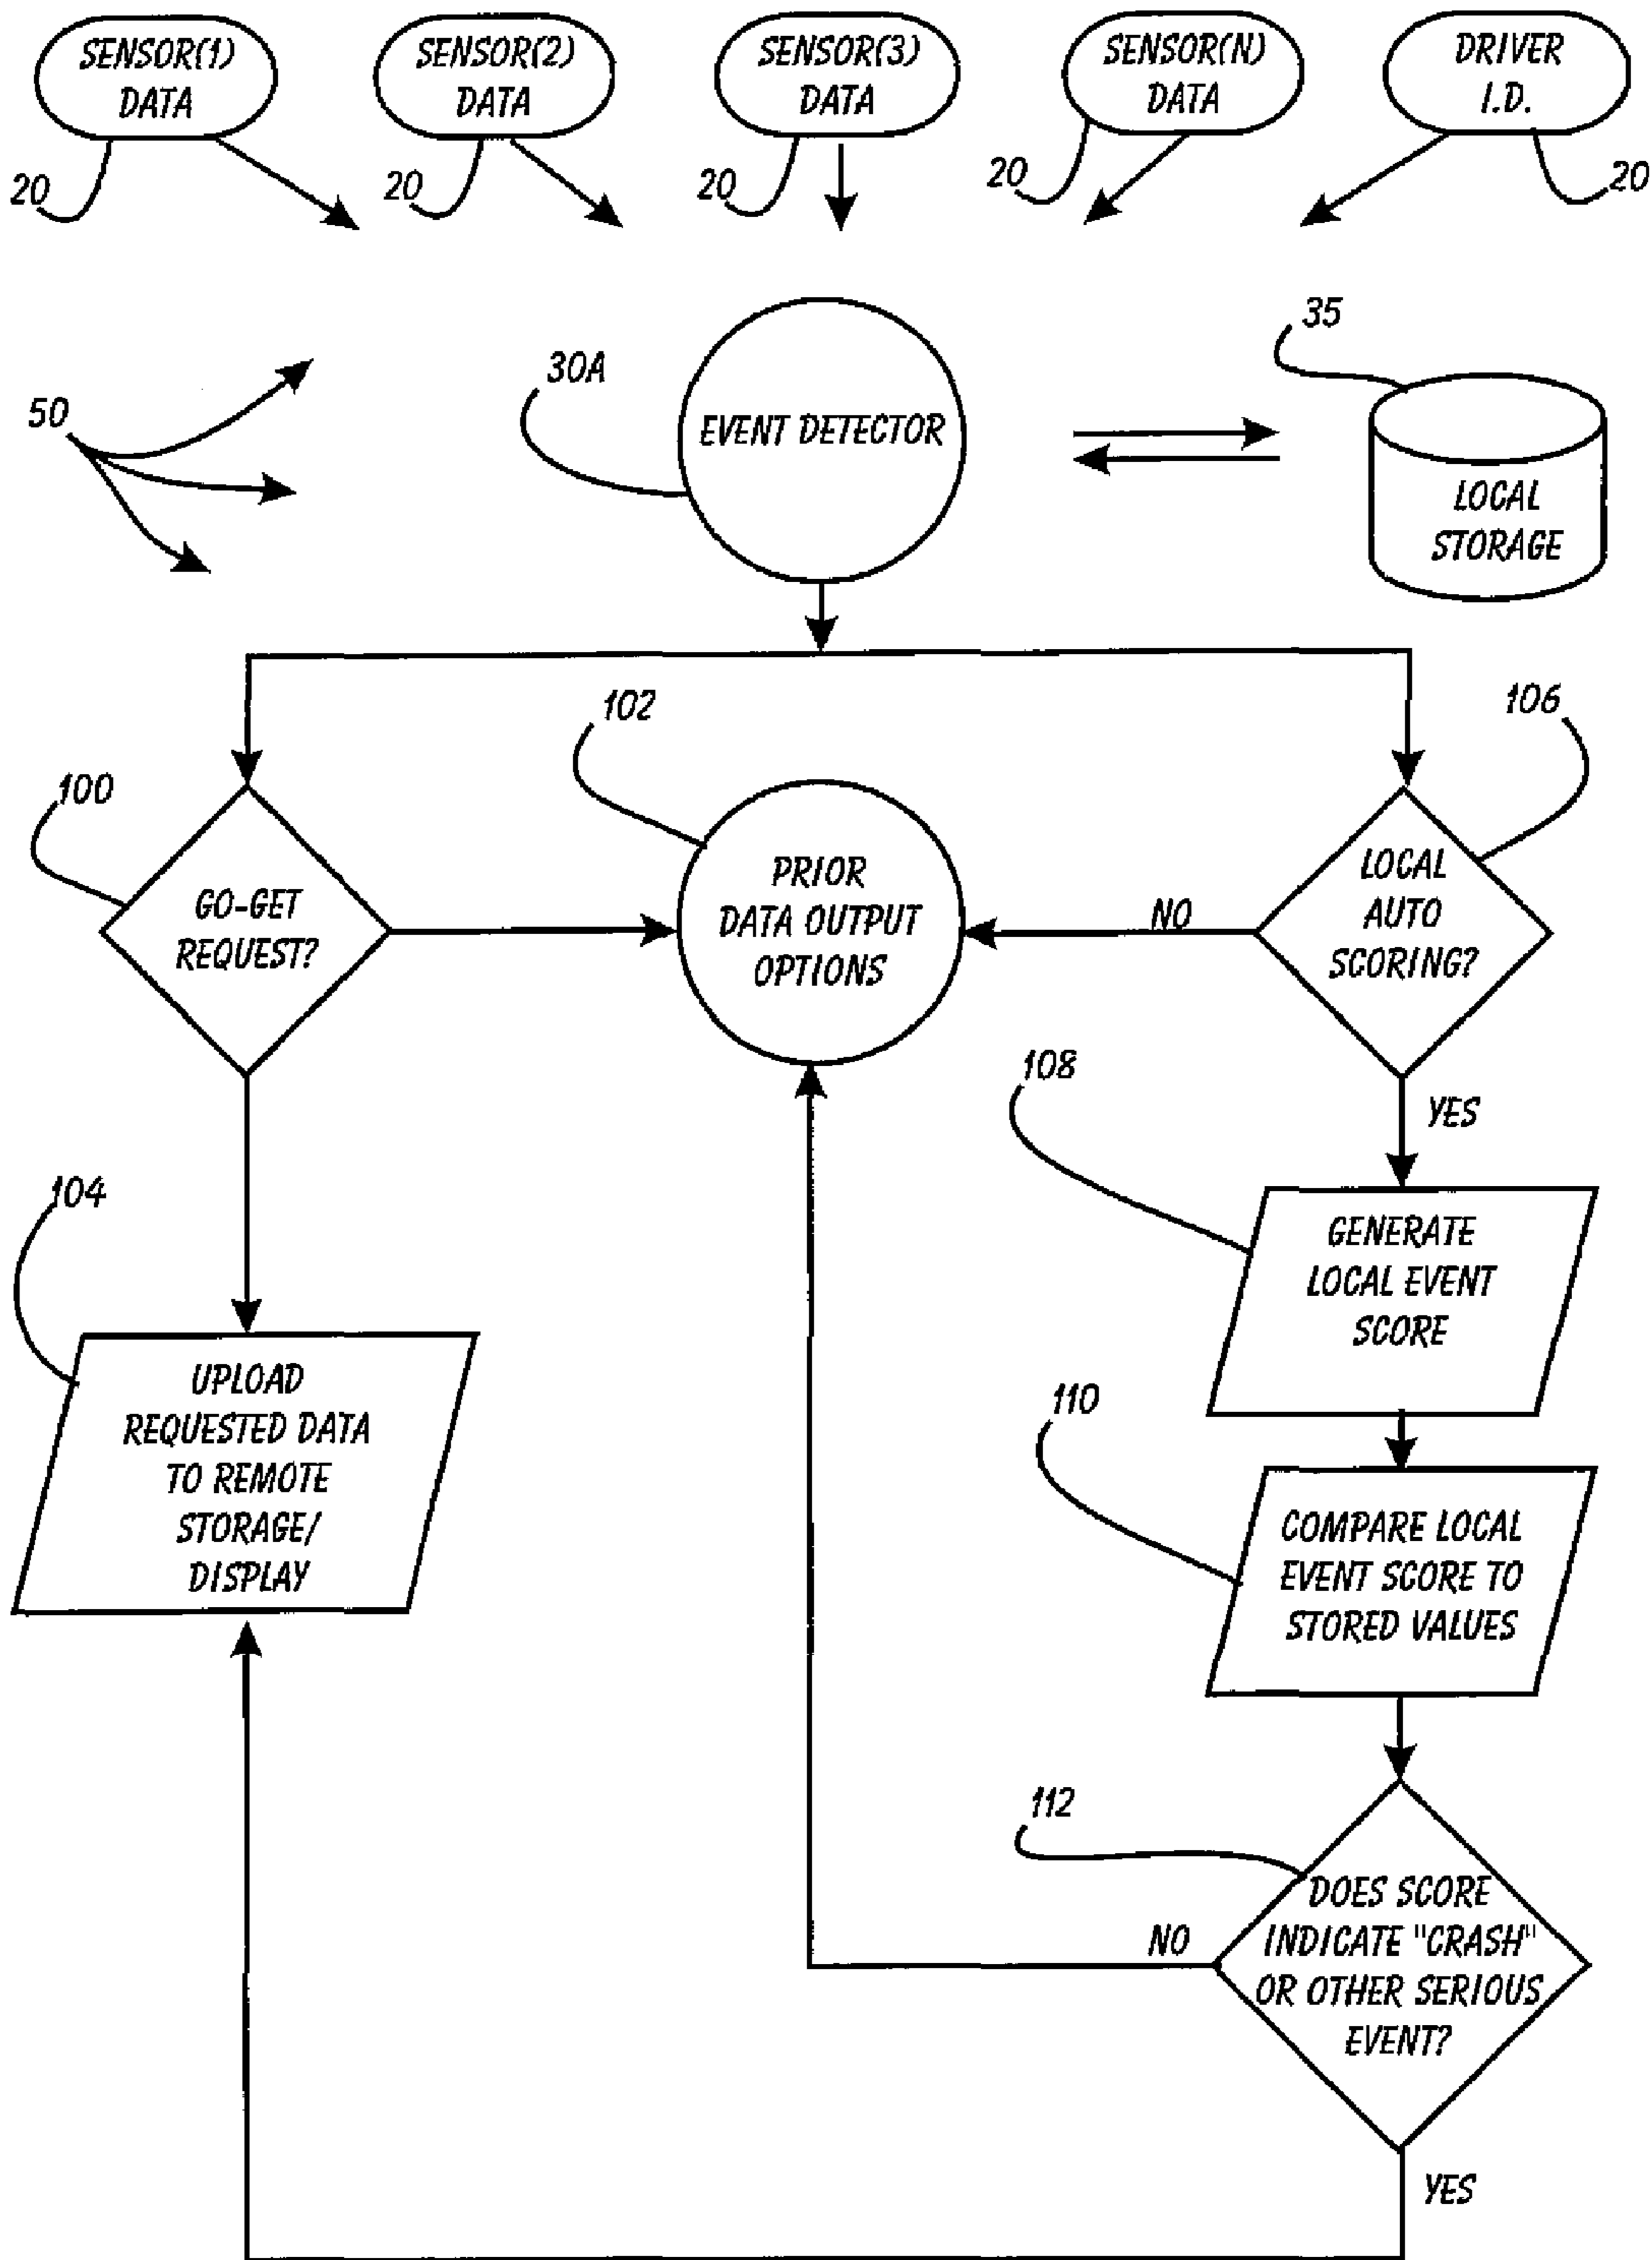 SENSOR(1)
DATA
SENSOR(2)
DATA
SENSOR(3)
DATA
SENSOR(N)
DATA
DRIVER
I.D.
20
20
20
20
20
35
30A
50
EVENT DETECTOR
LOCAL
STORAGE
102
106
100
GO-GET
REQUEST?
PRIOR
DATA OUTPUT
OPTIONS
NO
LOCAL
AUTO
SCORING?
108
YES
104
GENERATE
LOCAL EVENT
SCORE
UPLOAD
REQUESTED DATA
TO REMOTE
STORAGE/
DISPLAY
110
COMPARE LOCAL
EVENT SCORE TO
STORED VALUES
112
NO
DOES SCORE
INDICATE "CRASH"
OR OTHER SERIOUS
EVENT?
YES